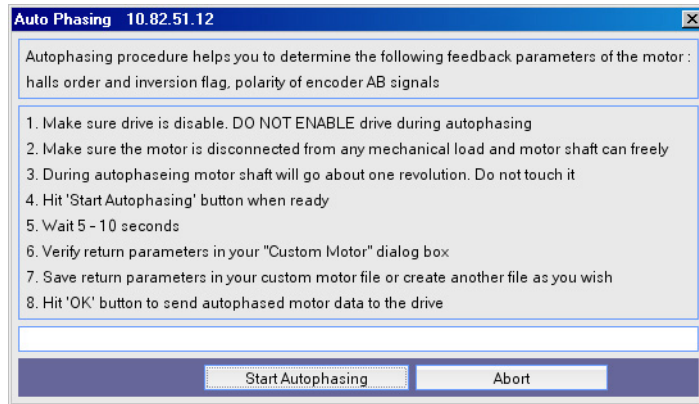 Auto Phasing 10.82.51.12
Autophasing procedure helps you to determine the following feedback parameters of the motor :
halls order and inversion flag, polarity of encoder AB signals
1. Make sure drive is disable. DO NOT ENABLE drive during autophasing
2. Make sure the motor is disconnected from any mechanical load and motor shaft can freely
3. During autophaseing motor shaft will go about one revolution. Do not touch it
4. Hit 'Start Autophasing' button when ready
5. Wait 5 - 10 seconds
6. Verify return parameters in your "Custom Motor" dialog box
7. Save return parameters in your custom motor file or create another file as you wish
8. Hit 'OK' button to send autophased motor data to the drive
Start Autophasing Abort